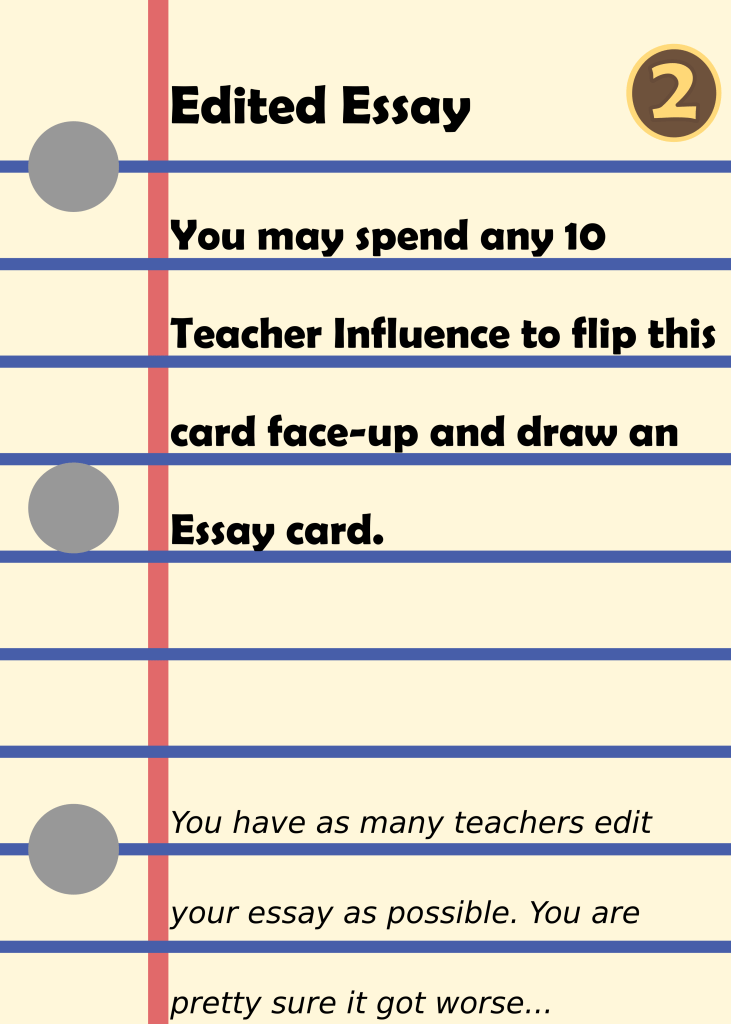 Edited Essay
2
You may spend any 10
Teacher Influence to flip this
card face-up and draw an
Essay card.
You have as many teachers edit
your essay as possible. You are
pretty sure it got worse...